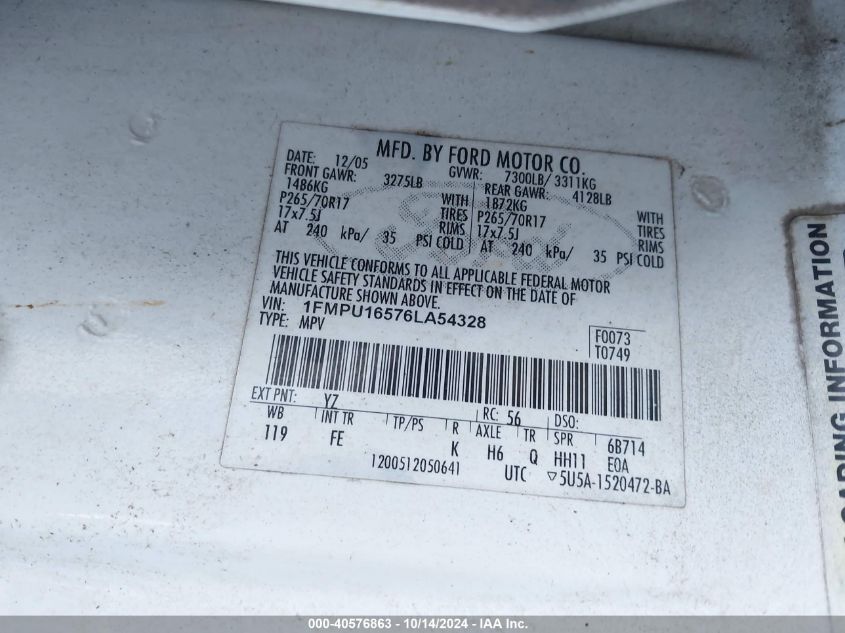 MFD. BY FORD MOTOR CO.
DATE: 12/05 GVWR: 7300LB/ 3311KG
FRONT GAWR: 3275LB REAR GAWR: 4128LB
1486KG WITH 1872KG WITH
P265/70R17 TIRES P265/70R17 TIRES
17x7.5J RIMS 17x7.5J RIMS
AT 240 kPa/ 35 PSI COLD AT 240 kPa/ 35 PSI COLD
THIS VEHICLE CONFORMS TO ALL APPLICABLE FEDERAL MOTOR
VEHICLE SAFETY STANDARDS IN EFFECT ON THE DATE OF
MANUFACTURE SHOWN ABOVE.
VIN: 1FMPU16576LA54328
TYPE: MPV
F0073
T0749
EXT PNT: YZ RC: 56 DSO:
WB INT TR TP/PS R AXLE TR SPR 6B714
119 FE K H6 Q HH11 E0A
1200512050641 UTC ▽5U5A-1520472-BA
OADING INFORMATION
000-40576863 - 10/14/2024 - IAA Inc.